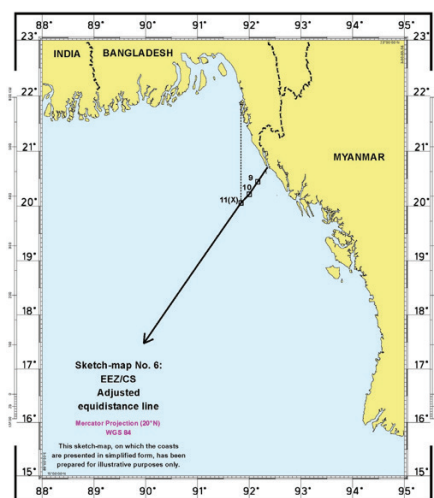 88° 89° 90° 91° 92° 93° 94° 95°
23° 23°
INDIA BANGLADESH
22° 22°
21° 21°
MYANMAR
9
10
11(X)
20° 20°
19° 19°
18° 18°
17° 17°
Sketch-map No. 6:
EEZ/CS
Adjusted
equidistance line
Mercator Projection (20°N)
WGS 84
16° 16°
This sketch-map, on which the coasts
are presented in simplified form, has been
prepared for illustrative purposes only.
15° 15°
88° 89° 90° 91° 92° 93° 94° 95°